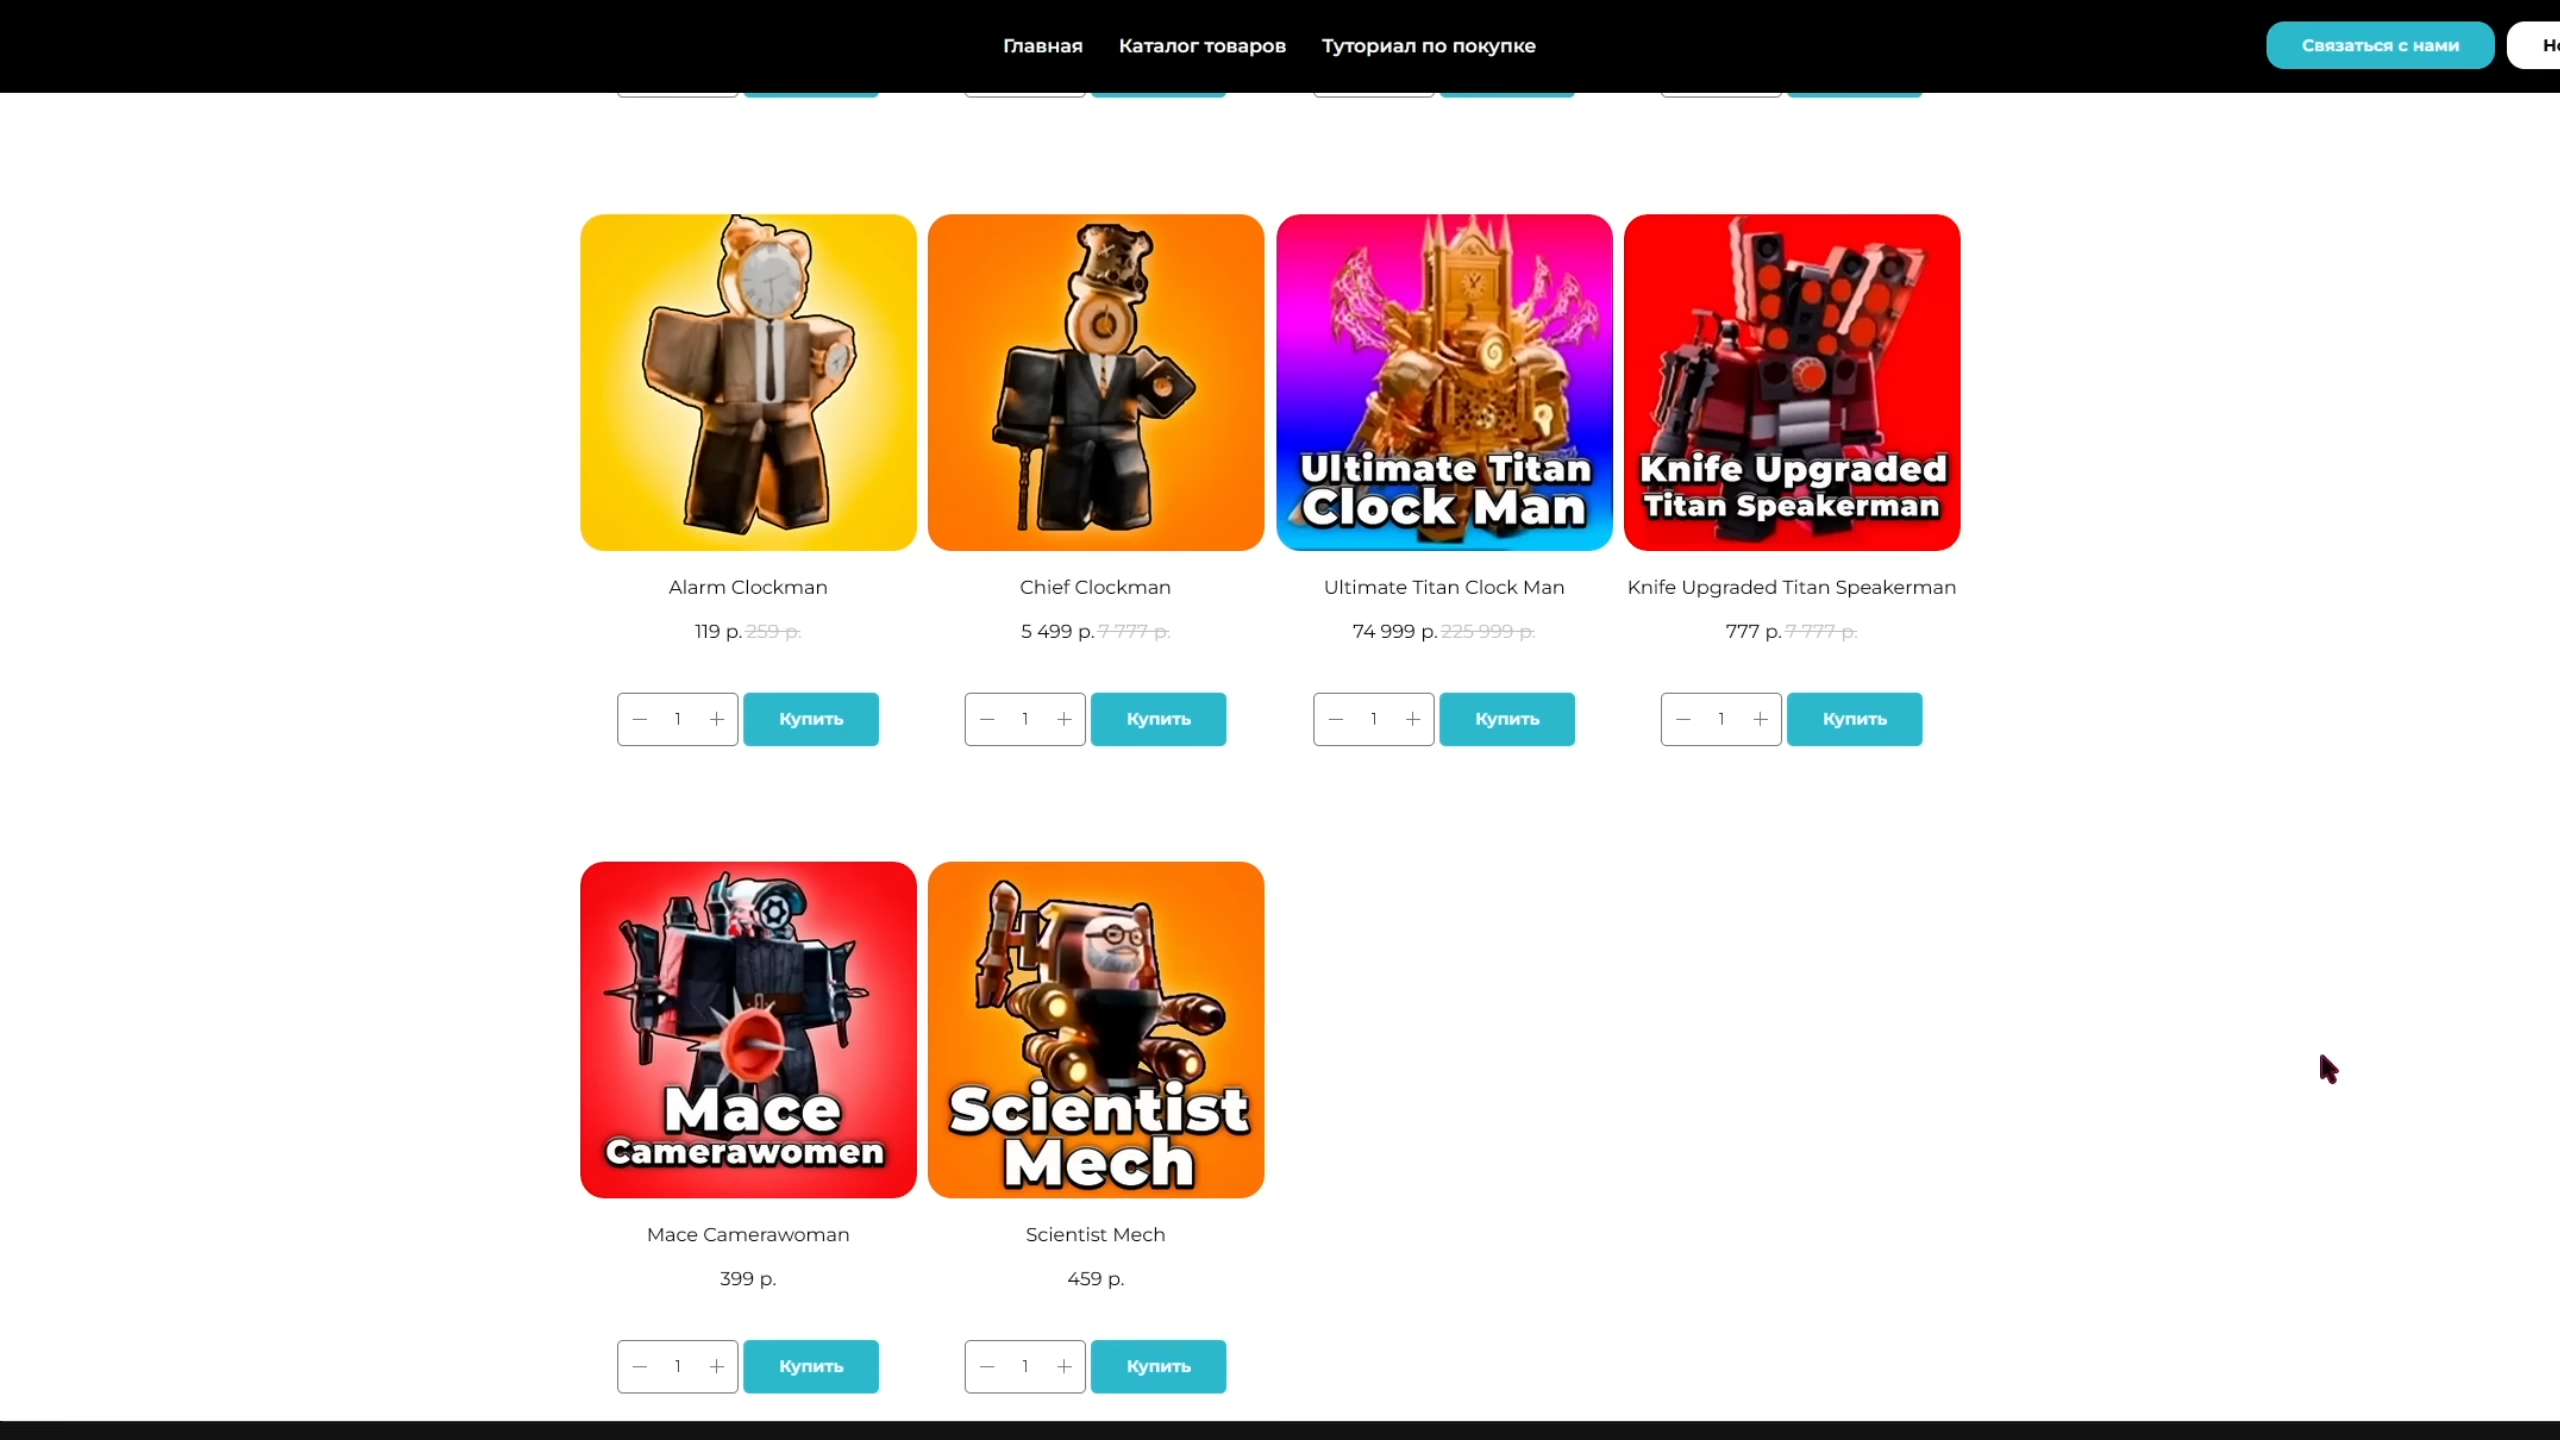 Главная Каталог товаров Туториал по покупке Связаться с нами
Ultimate Titan
Clock Man
Knife Upgraded
Titan Speakerman
Alarm Clockman Chief Clockman Ultimate Titan Clock Man Knife Upgraded Titan Speakerman
119 р. 259 р. 5 499 р. 7 777 р. 74 999 р. 225 999 р. 777 р. 7 777 р.
1 Купить 1 Купить 1 Купить 1 Купить
Mace
Camerawomen
Scientist
Mech
Mace Camerawoman Scientist Mech
399 р. 459 р.
1 Купить 1 Купить